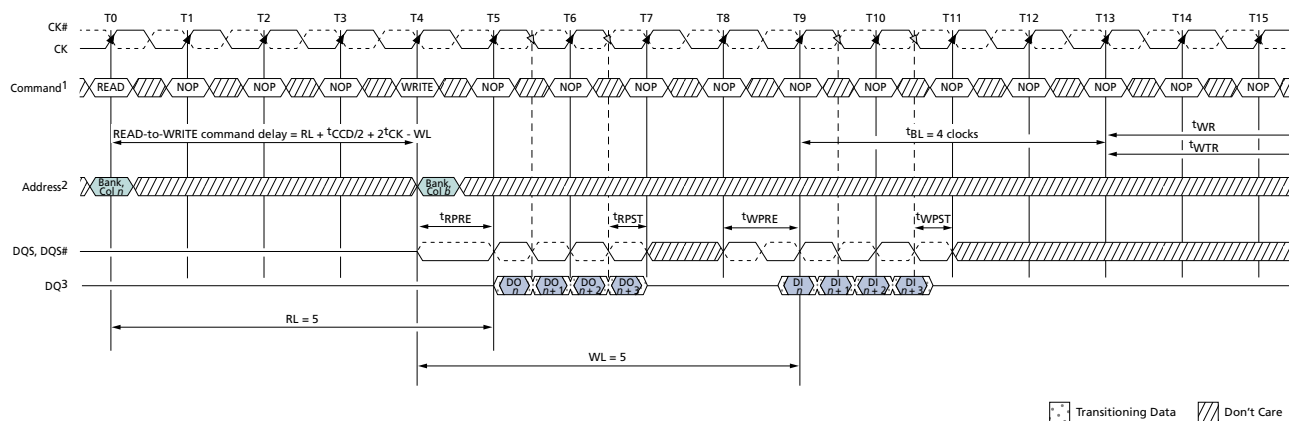 T0 T1 T2 T3 T4 T5 T6 T7 T8 T9 T10 T11 T12 T13 T14 T15
CK#
CK
Command1 READ NOP NOP NOP WRITE NOP NOP NOP NOP NOP NOP NOP NOP NOP NOP NOP
READ-to-WRITE command delay = RL + tCCD/2 + 2tCK - WL
tBL = 4 clocks
tWR
tWTR
Address2
Bank,
Col n
Bank,
Col b
tRPRE tRPST tWPRE tWPST
DQS, DQS#
DQ3
DO
n
DO
n + 1
DO
n + 2
DO
n + 3
DI
n
DI
n + 1
DI
n + 2
DI
n + 3
RL = 5
WL = 5
Transitioning Data Don't Care